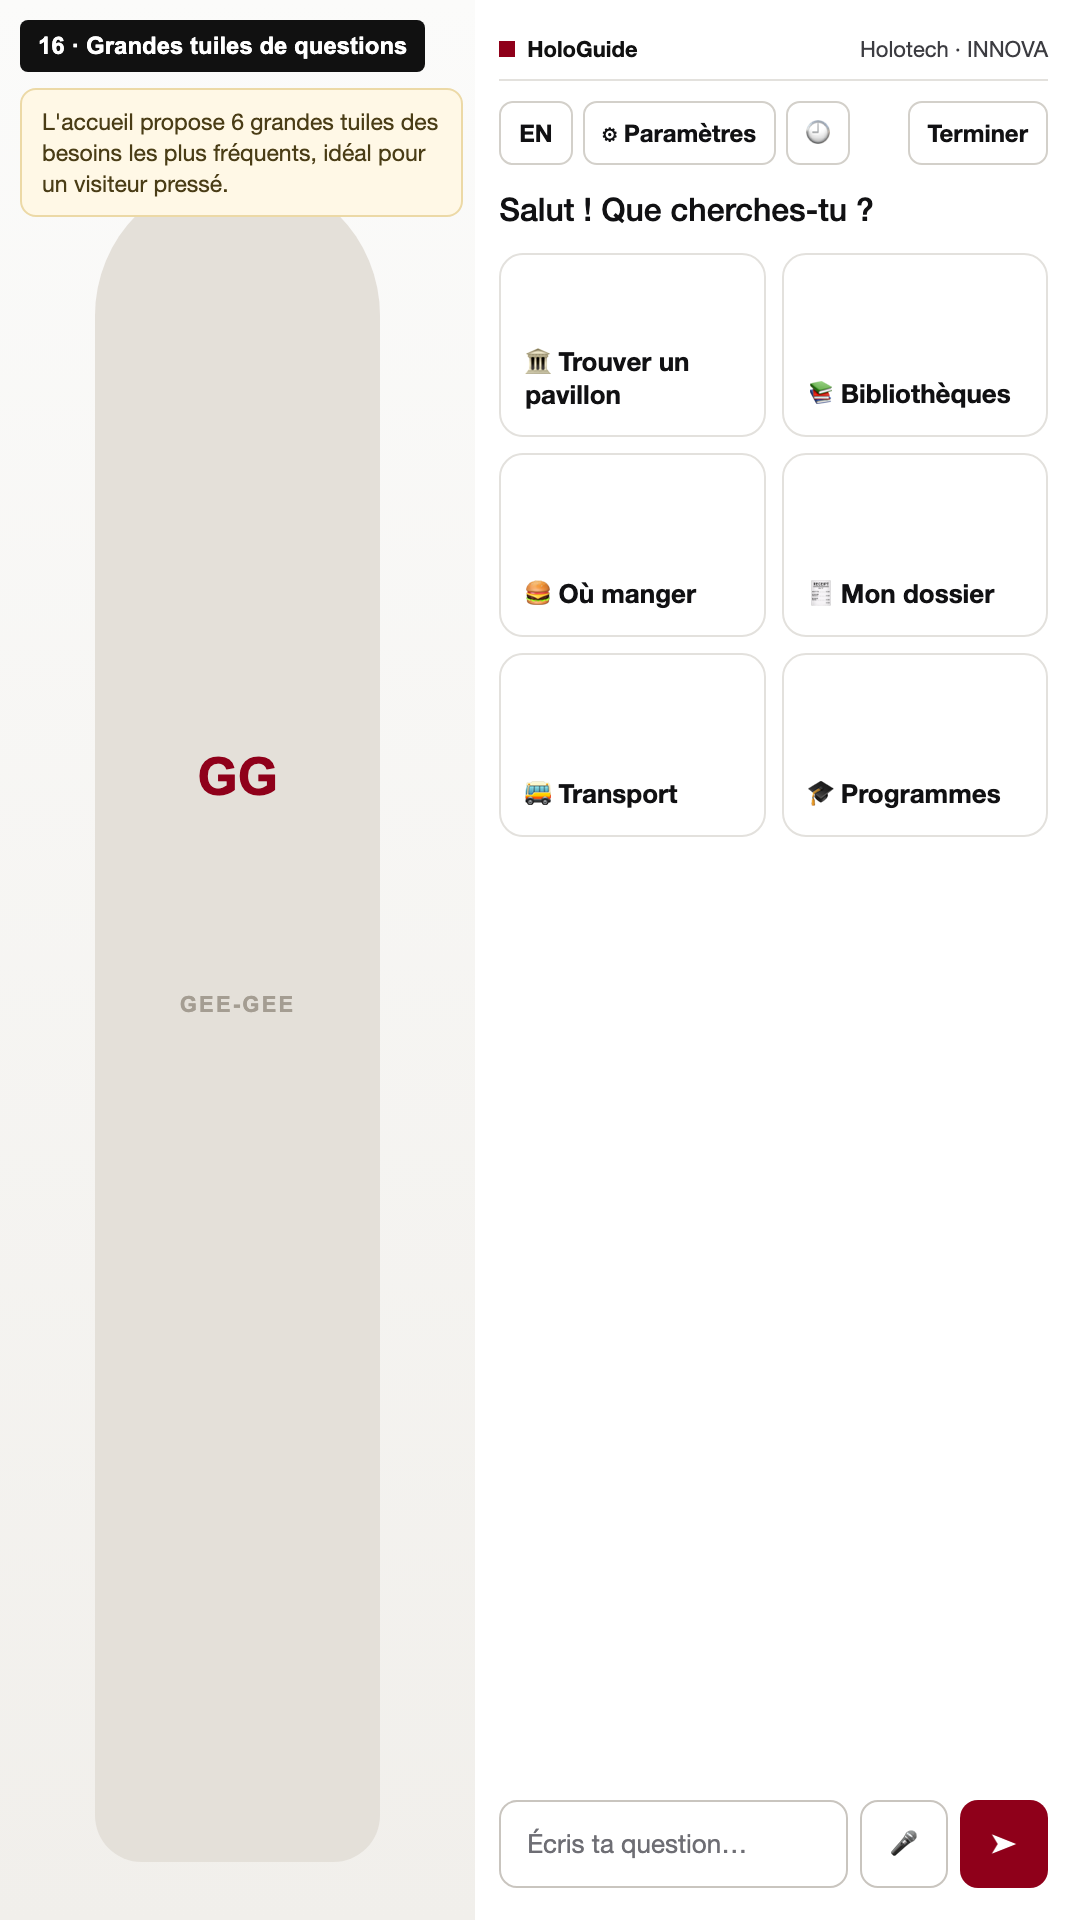 16 · Grandes tuiles de questions
L'accueil propose 6 grandes tuiles des
besoins les plus fréquents, idéal pour
un visiteur pressé.
GG
GEE-GEE
HoloGuide
Holotech · INNOVA
EN
⚙ Paramètres
Terminer
Salut ! Que cherches-tu ?
Trouver un
pavillon
Bibliothèques
Où manger
Mon dossier
Transport
Programmes
Écris ta question…